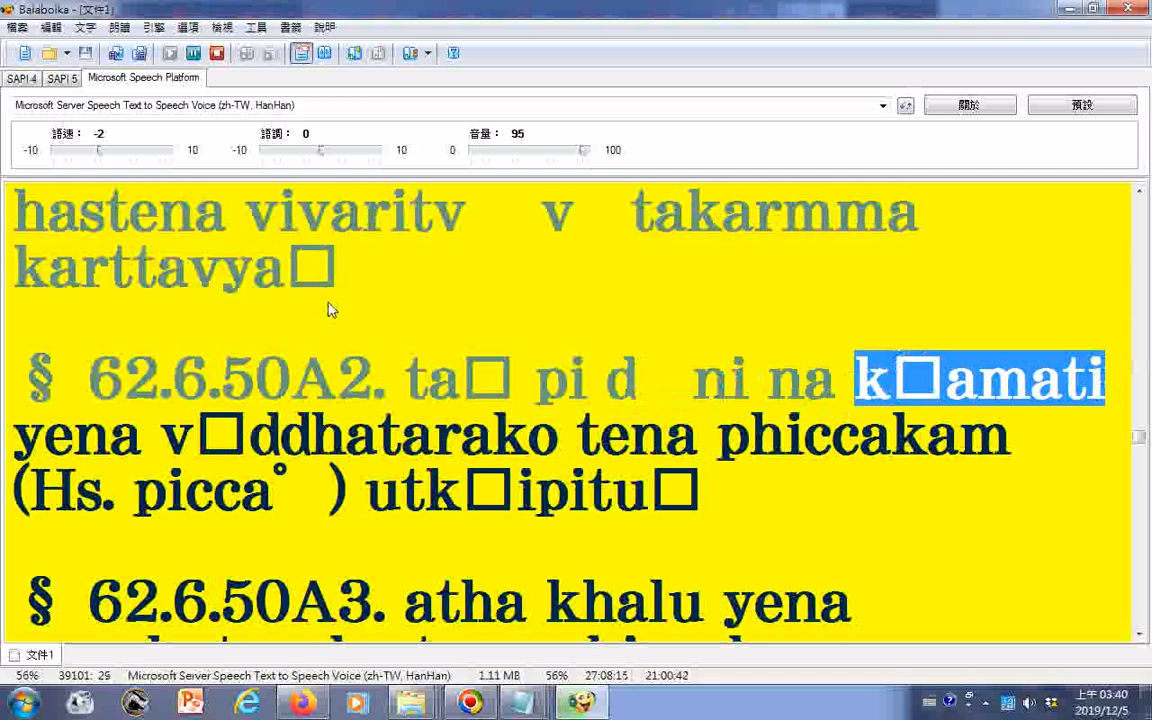 Balabolka - [文件1]
檔案 編輯 文字 朗讀 引擎 選項 檢視 工具 書籤 說明
SAPI 4 SAPI 5 Microsoft Speech Platform
Microsoft Server Speech Text to Speech Voice (zh-TW, HanHan) 關於 預設
語速： -2 語調： 0 音量： 95
-10 10 -10 10 0 100
hastena vivaritv v takarmma
karttavya□
§ 62.6.50A2. ta□ pi d ni na k□amati
yena v□ddhatarako tena phiccakam
(Hs. picca° ) utk□ipitu□
§ 62.6.50A3. atha khalu yena
文件1
56% 39101: 25 Microsoft Server Speech Text to Speech Voice (zh-TW, HanHan) 1.11 MB 56% 27:08:15 21:00:42
上午 03:40
2019/12/5